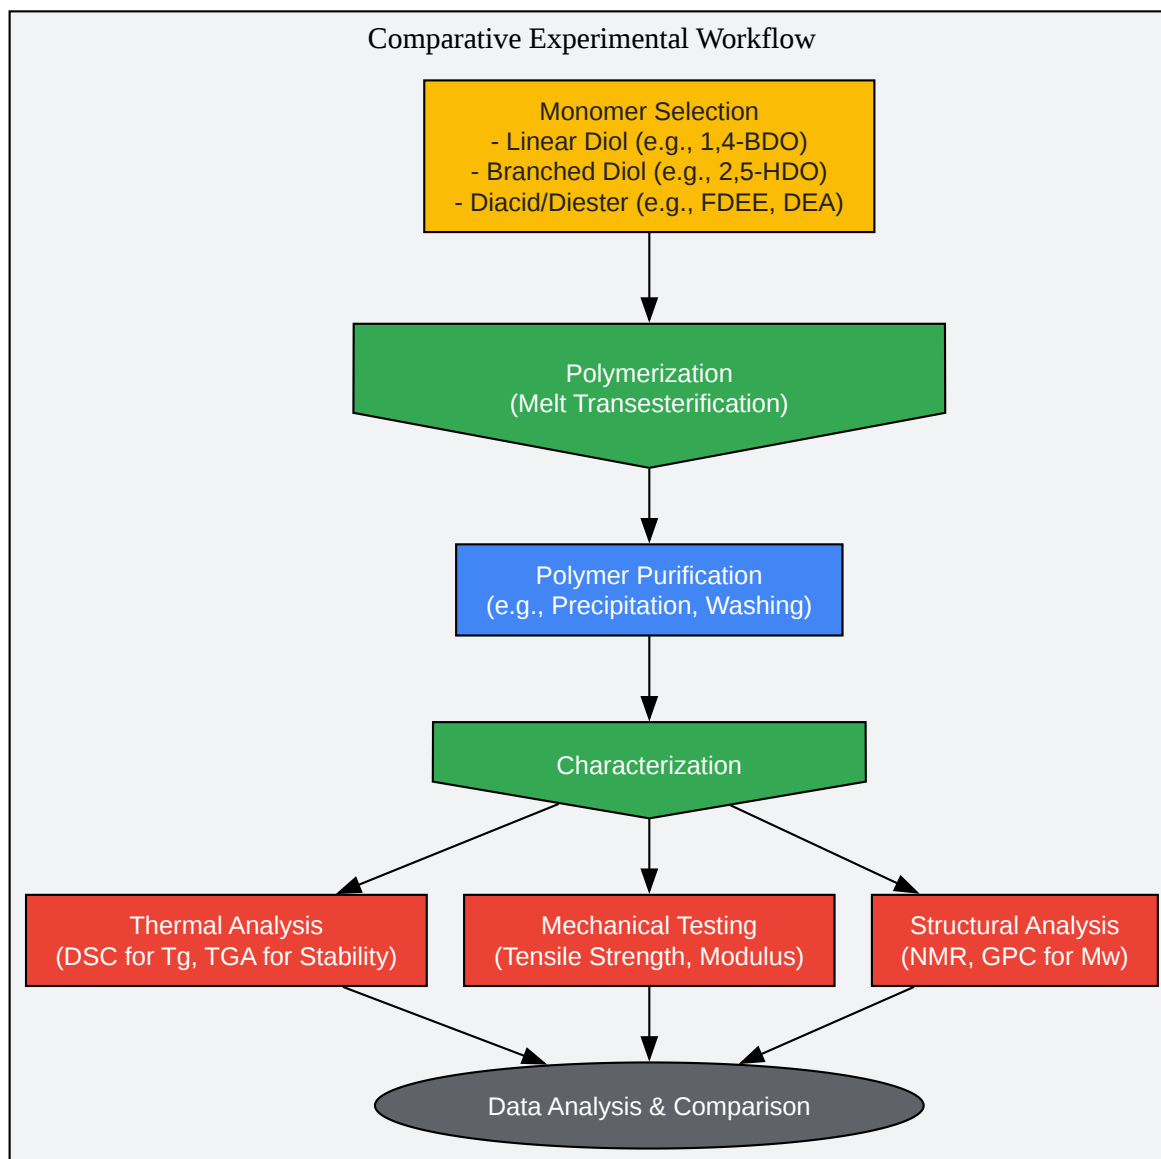 Comparative Experimental Workflow
Monomer Selection
- Linear Diol (e.g., 1,4-BDO)
- Branched Diol (e.g., 2,5-HDO)
- Diacid/Diester (e.g., FDEE, DEA)
Polymerization
(Melt Transesterification)
Polymer Purification
(e.g., Precipitation, Washing)
Characterization
Thermal Analysis
(DSC for Tg, TGA for Stability)
Mechanical Testing
(Tensile Strength, Modulus)
Structural Analysis
(NMR, GPC for Mw)
Data Analysis & Comparison